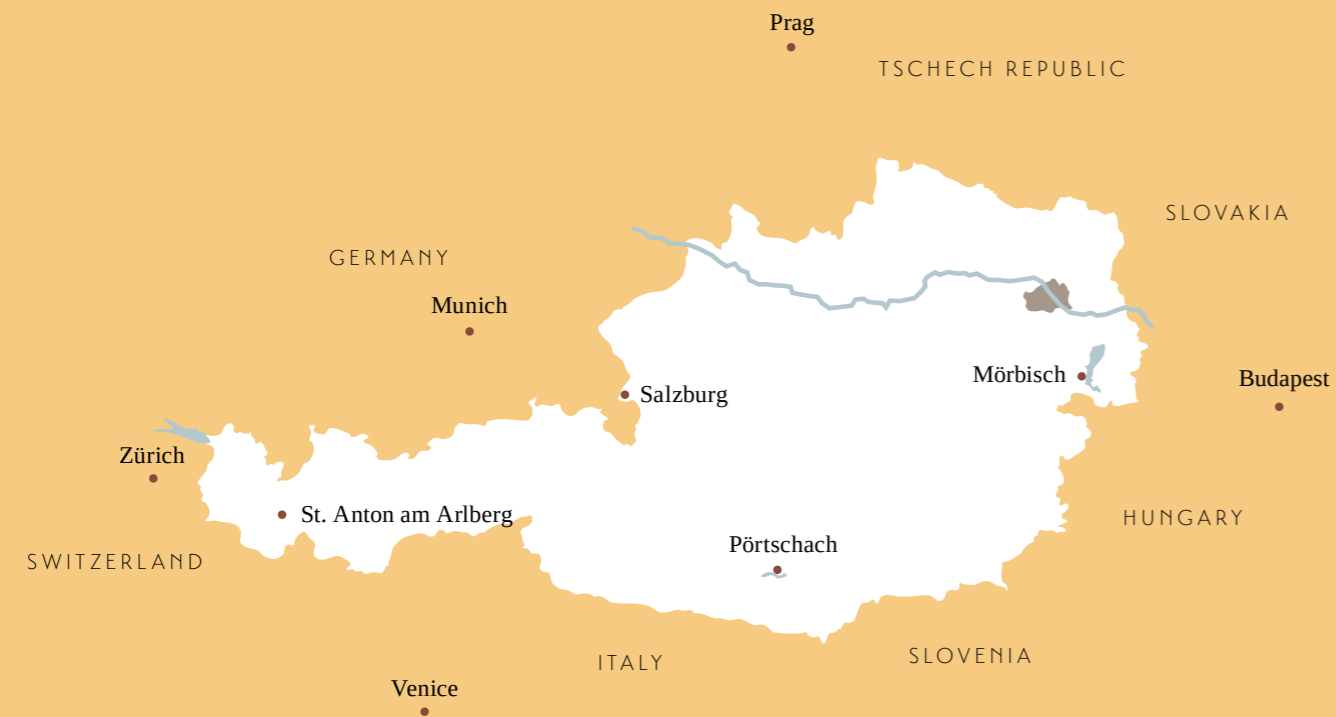 Prag
TSCHECH REPUBLIC
SLOVAKIA
GERMANY
Munich
Mörbisch
Budapest
Salzburg
Zürich
St. Anton am Arlberg
HUNGARY
Pörtschach
SWITZERLAND
SLOVENIA
ITALY
Venice